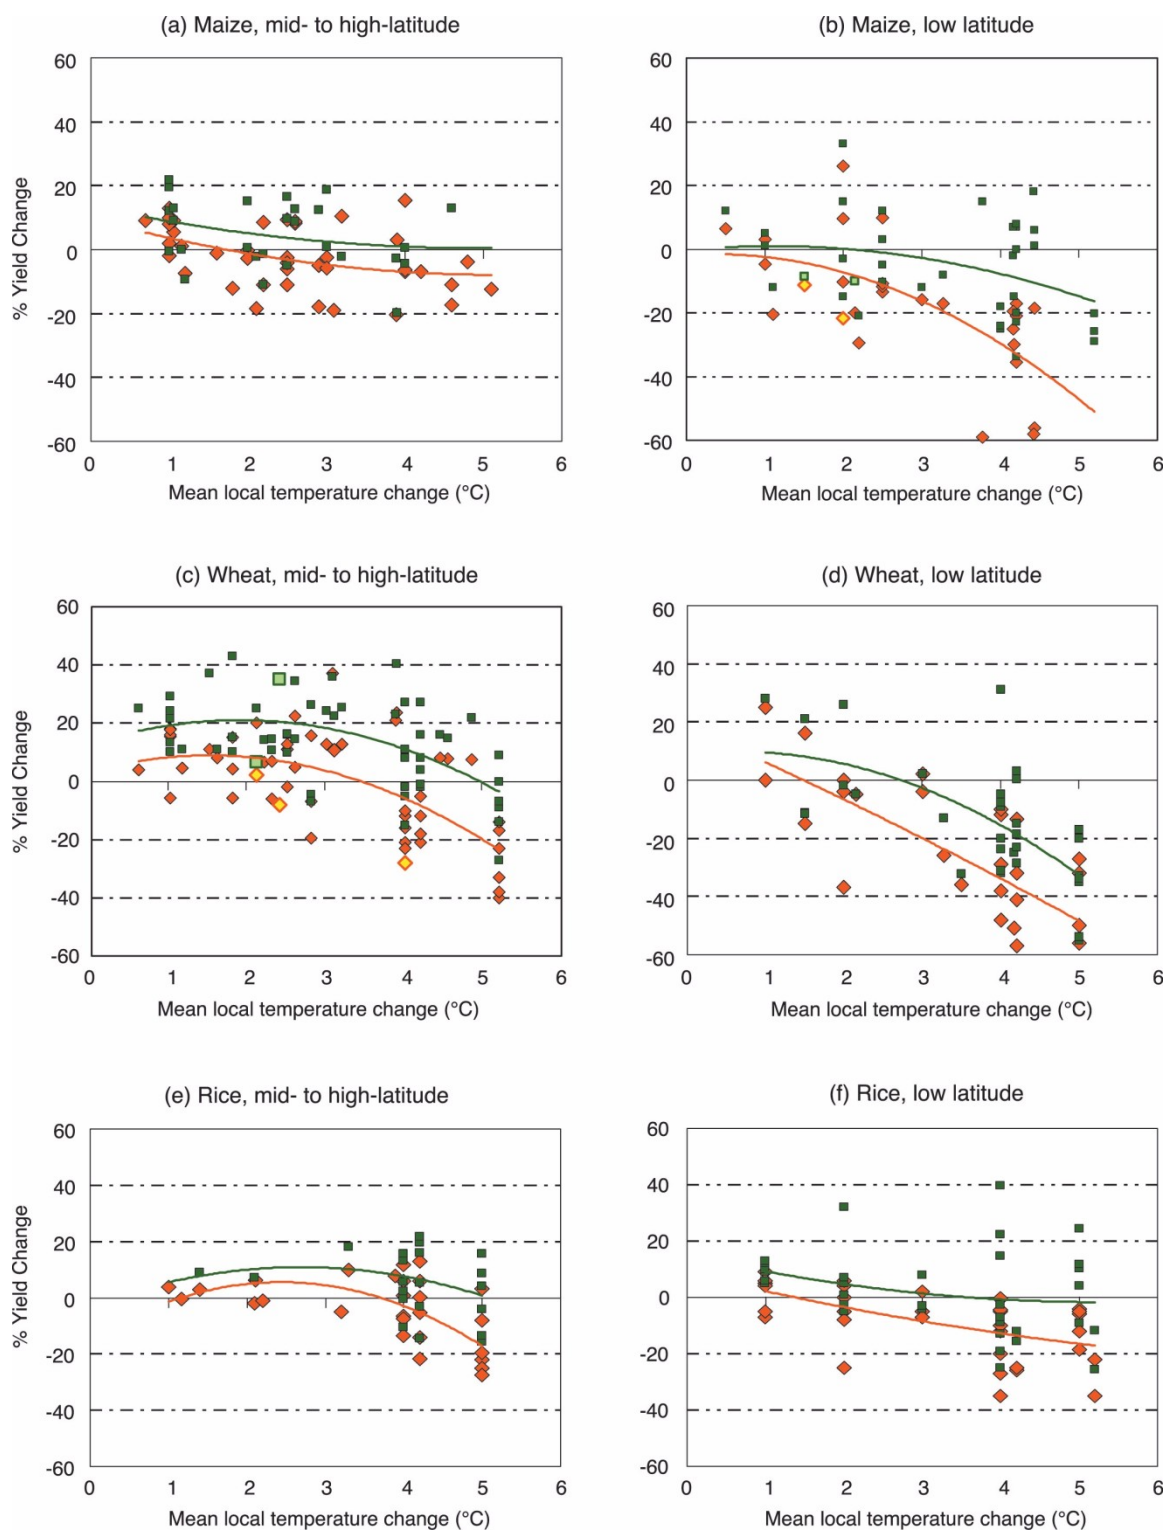 (a) Maize, mid- to high-latitude
60
40
20
0
-20
-40
-60
% Yield Change
0 1 2 3 4 5 6
Mean local temperature change (°C)
(b) Maize, low latitude
60
40
20
0
-20
-40
-60
0 1 2 3 4 5 6
Mean local temperature change (°C)
(c) Wheat, mid- to high-latitude
60
40
20
0
-20
-40
-60
% Yield Change
0 1 2 3 4 5 6
Mean local temperature change (°C)
(d) Wheat, low latitude
60
40
20
0
-20
-40
-60
0 1 2 3 4 5 6
Mean local temperature change (°C)
(e) Rice, mid- to high-latitude
60
40
20
0
-20
-40
-60
% Yield Change
0 1 2 3 4 5 6
Mean local temperature change (°C)
(f) Rice, low latitude
60
40
20
0
-20
-40
-60
0 1 2 3 4 5 6
Mean local temperature change (°C)